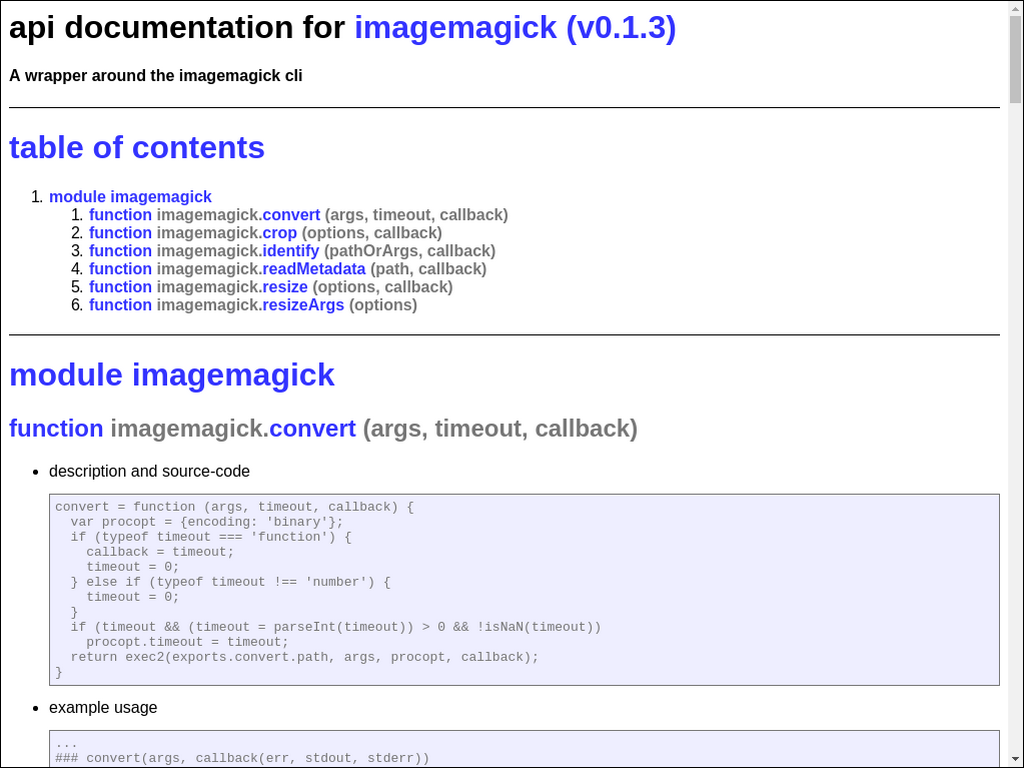 api documentation for imagemagick (v0.1.3)
A wrapper around the imagemagick cli
table of contents
1. module imagemagick
1. function imagemagick.convert (args, timeout, callback)
2. function imagemagick.crop (options, callback)
3. function imagemagick.identify (pathOrArgs, callback)
4. function imagemagick.readMetadata (path, callback)
5. function imagemagick.resize (options, callback)
6. function imagemagick.resizeArgs (options)
module imagemagick
function imagemagick.convert (args, timeout, callback)
• description and source-code
convert = function (args, timeout, callback) {
  var procopt = {encoding: 'binary'};
  if (typeof timeout === 'function') {
    callback = timeout;
    timeout = 0;
  } else if (typeof timeout !== 'number') {
    timeout = 0;
  }
  if (timeout && (timeout = parseInt(timeout)) > 0 && !isNaN(timeout))
    procopt.timeout = timeout;
  return exec2(exports.convert.path, args, procopt, callback);
}
• example usage
...
### convert(args, callback(err, stdout, stderr))